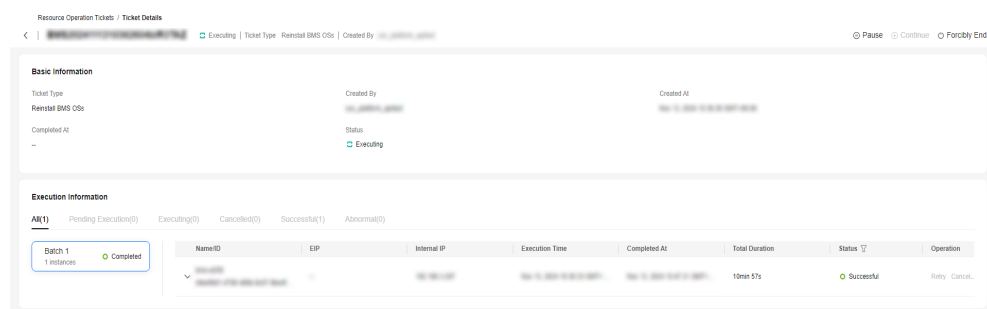 Resource Operation Tickets / Ticket Details
Executing | Ticket Type Reinstall BMS OSs | Created By
Pause Continue Forcibly End
Basic Information
Ticket Type Created By Created At
Reinstall BMS OSs
Completed At Status
-- Executing
Execution Information
All(1) Pending Execution(0) Executing(0) Cancelled(0) Successful(1) Abnormal(0)
Batch 1
1 instances
Completed
Name/ID EIP Internal IP Execution Time Completed At Total Duration Status Operation
-- 10min 57s Successful Retry Cancel...